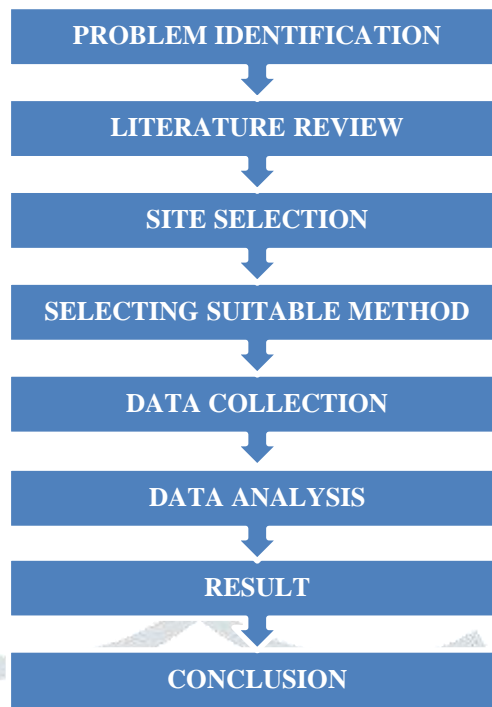 PROBLEM IDENTIFICATION
LITERATURE REVIEW
SITE SELECTION
SELECTING SUITABLE METHOD
DATA COLLECTION
DATA ANALYSIS
RESULT
CONCLUSION